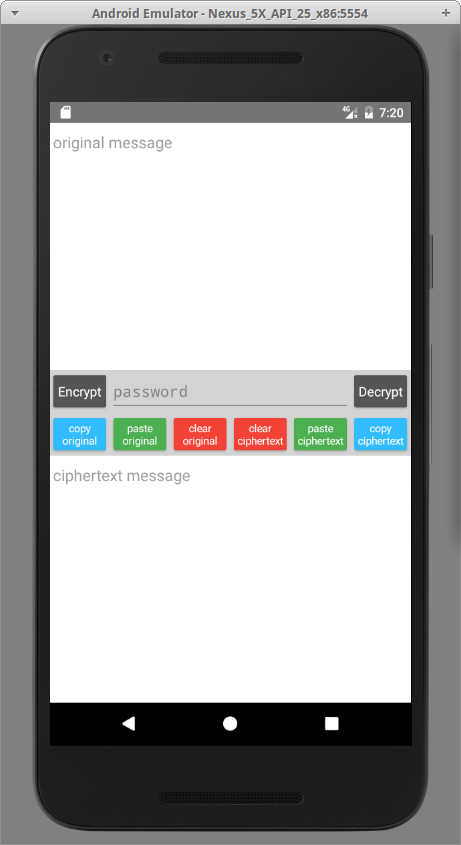 Android Emulator - Nexus_5X_API_25_x86:5554
4G 7:20
original message
Encrypt password Decrypt
copy original paste original clear original clear ciphertext paste ciphertext copy ciphertext
ciphertext message